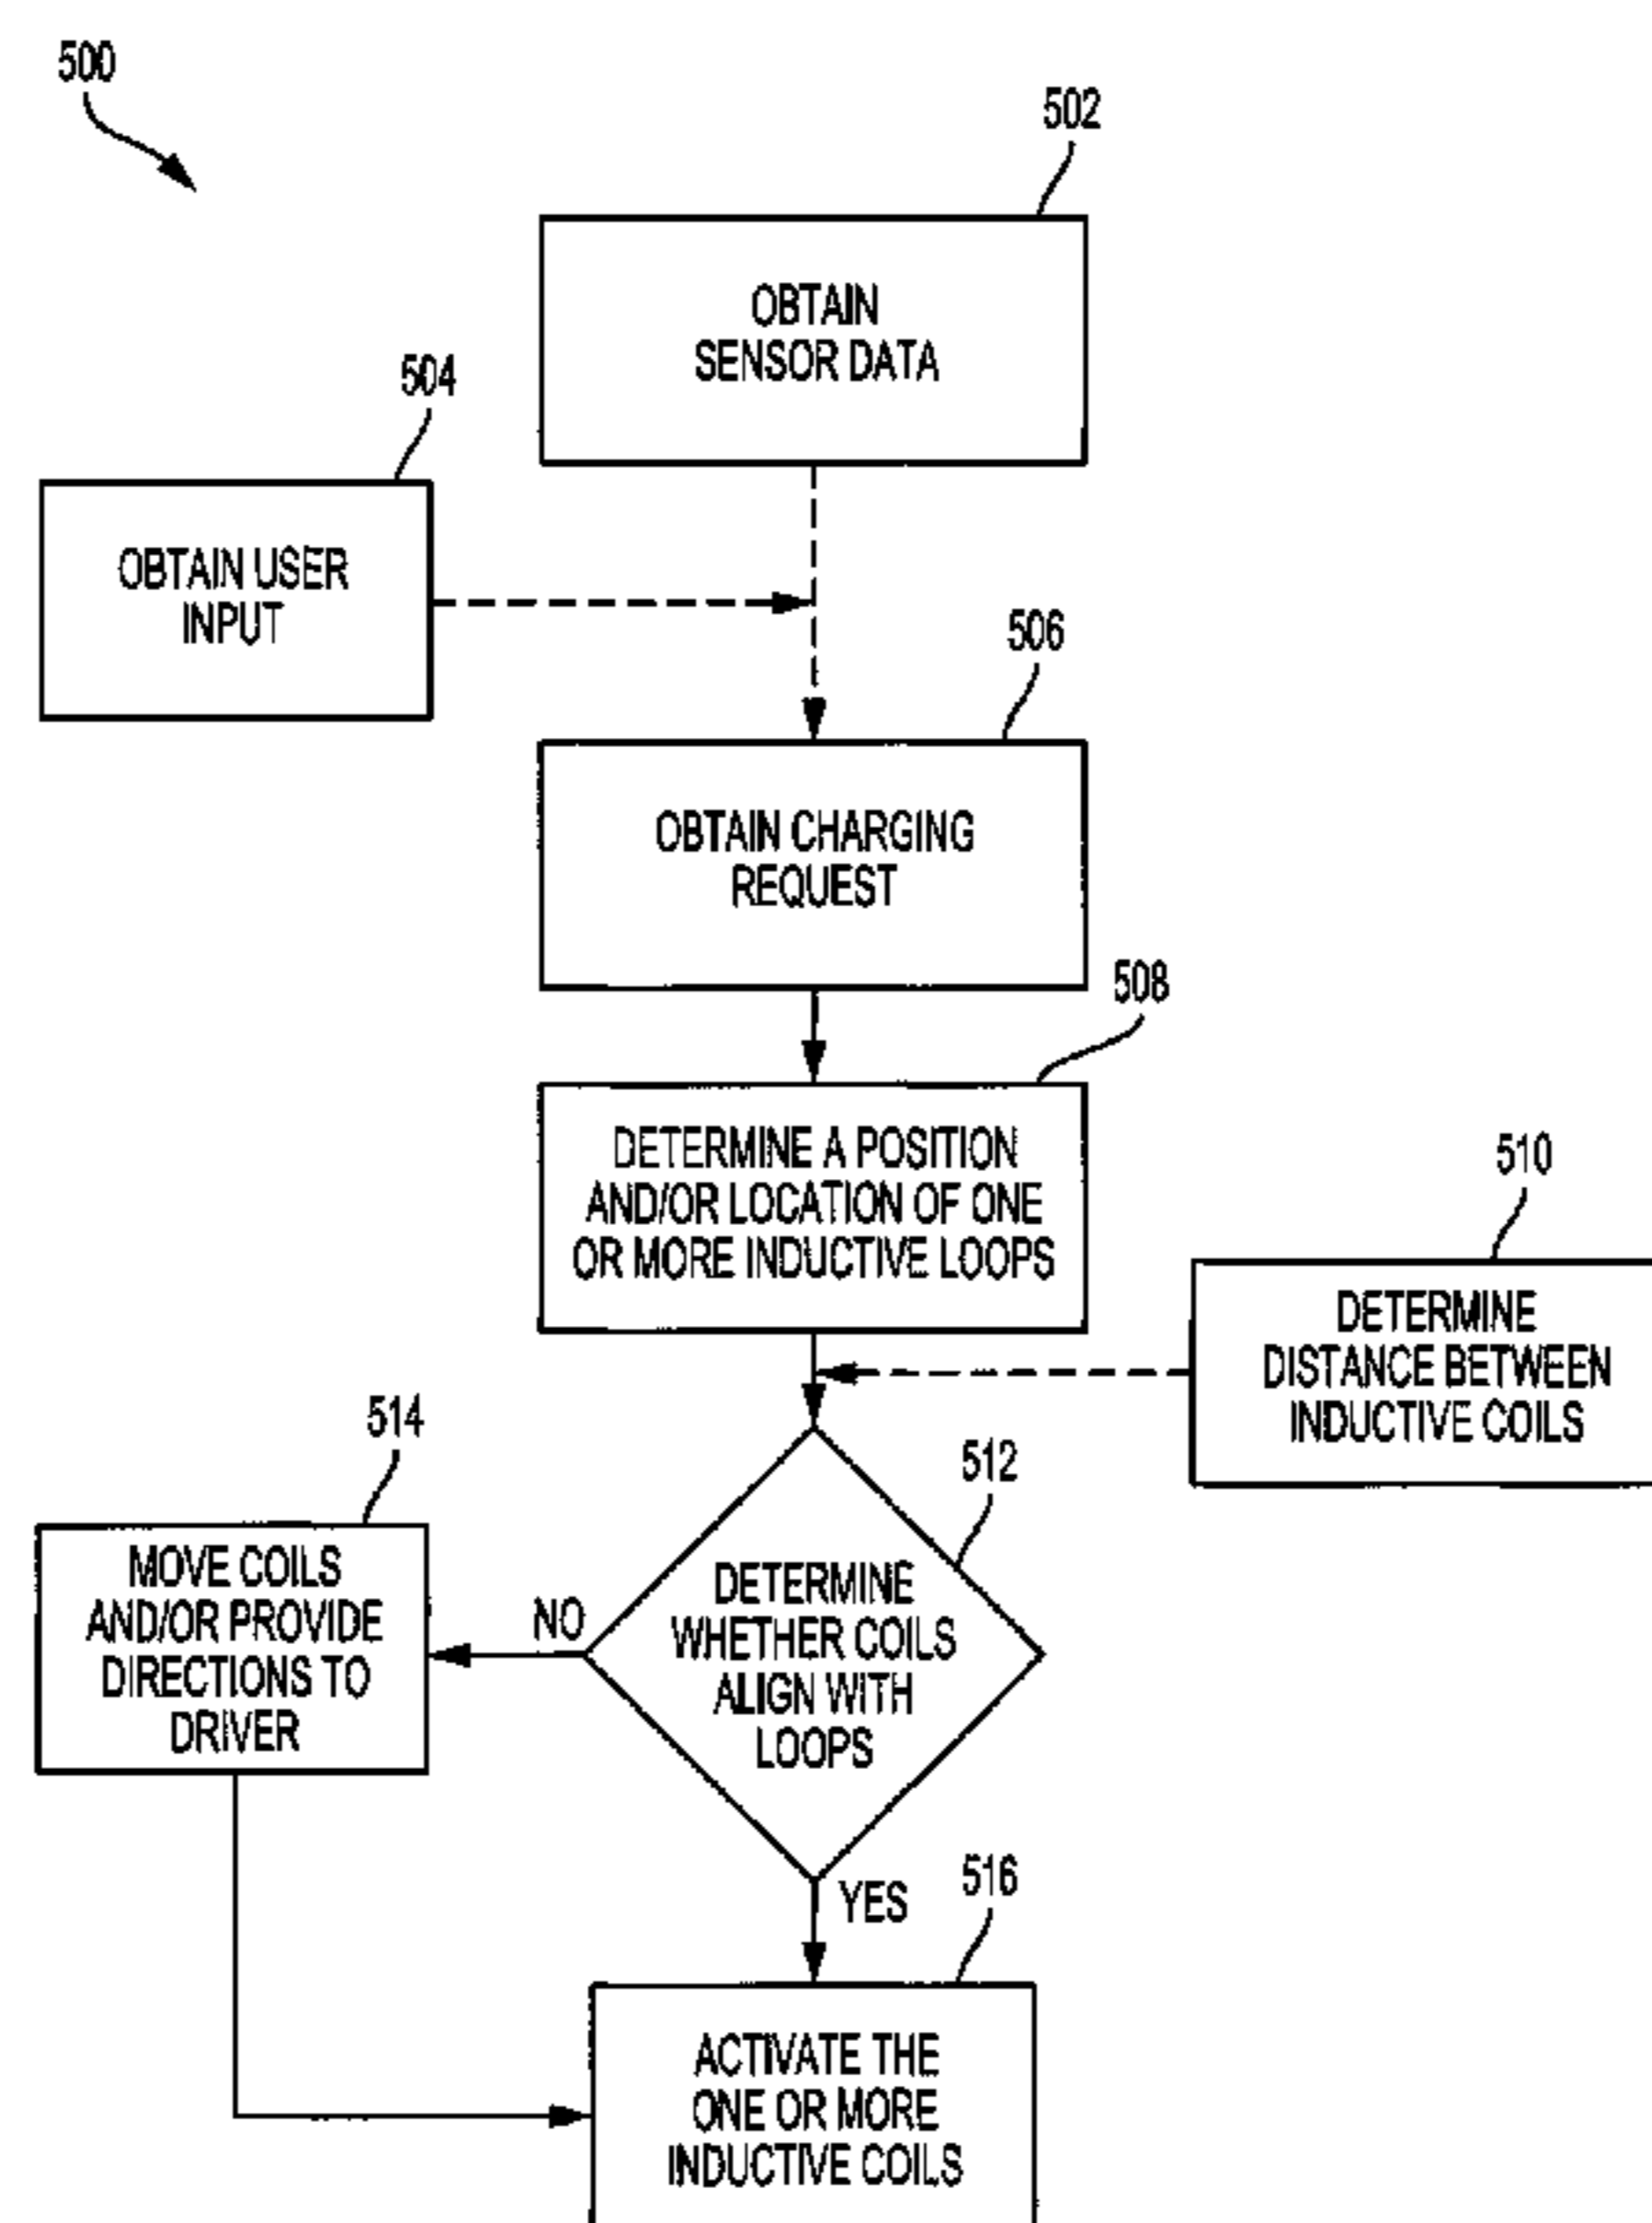 500
502
OBTAIN
SENSOR DATA
504
OBTAIN USER
INPUT
506
OBTAIN CHARGING
REQUEST
508
DETERMINE A POSITION
AND/OR LOCATION OF ONE
OR MORE INDUCTIVE LOOPS
510
DETERMINE
DISTANCE BETWEEN
INDUCTIVE COILS
512
DETERMINE
WHETHER COILS
ALIGN WITH
LOOPS
NO
514
MOVE COILS
AND/OR PROVIDE
DIRECTIONS TO
DRIVER
YES
516
ACTIVATE THE
ONE OR MORE
INDUCTIVE COILS